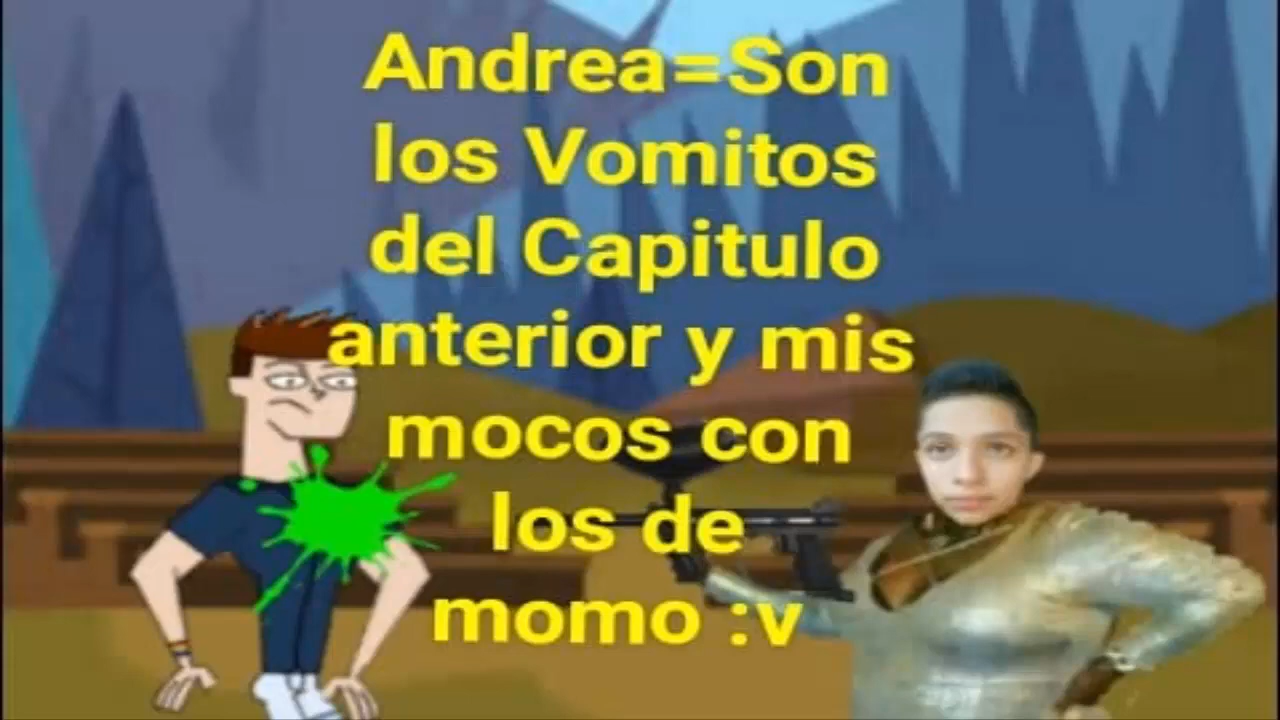 Andrea=Son
los Vomitos
del Capitulo
anterior y mis
mocos con
los de
momo :v